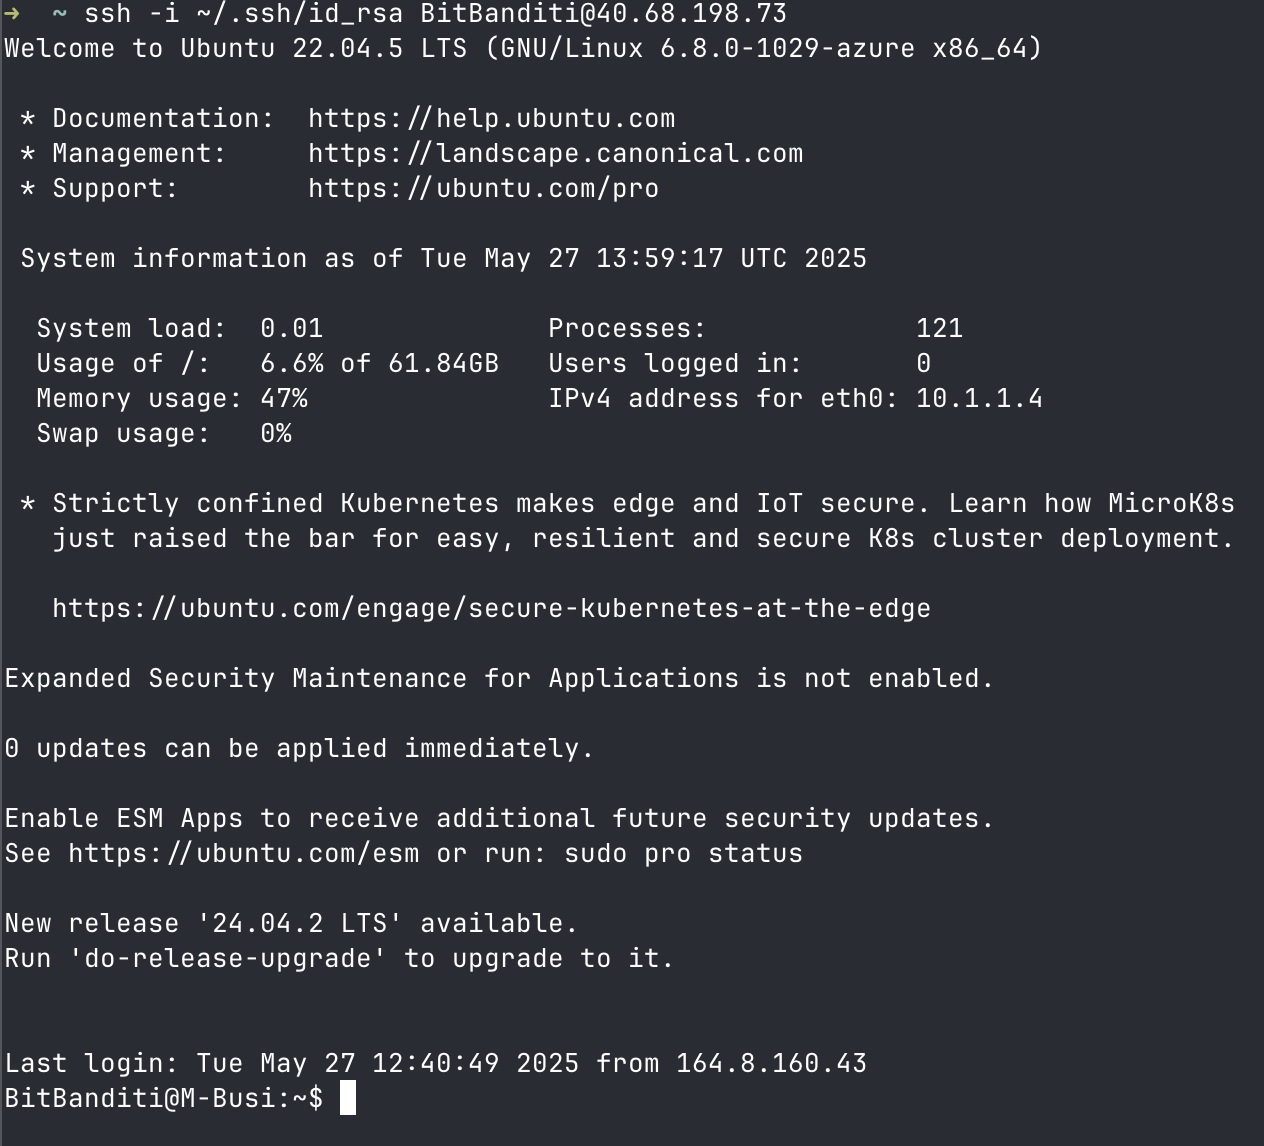 ➜  ~ ssh -i ~/.ssh/id_rsa BitBanditi@40.68.198.73
Welcome to Ubuntu 22.04.5 LTS (GNU/Linux 6.8.0-1029-azure x86_64)

 * Documentation:  https://help.ubuntu.com
 * Management:     https://landscape.canonical.com
 * Support:        https://ubuntu.com/pro

 System information as of Tue May 27 13:59:17 UTC 2025

  System load:  0.01              Processes:             121
  Usage of /:   6.6% of 61.84GB   Users logged in:       0
  Memory usage: 47%               IPv4 address for eth0: 10.1.1.4
  Swap usage:   0%

 * Strictly confined Kubernetes makes edge and IoT secure. Learn how MicroK8s
   just raised the bar for easy, resilient and secure K8s cluster deployment.

   https://ubuntu.com/engage/secure-kubernetes-at-the-edge

Expanded Security Maintenance for Applications is not enabled.

0 updates can be applied immediately.

Enable ESM Apps to receive additional future security updates.
See https://ubuntu.com/esm or run: sudo pro status

New release '24.04.2 LTS' available.
Run 'do-release-upgrade' to upgrade to it.


Last login: Tue May 27 12:40:49 2025 from 164.8.160.43
BitBanditi@M-Busi:~$